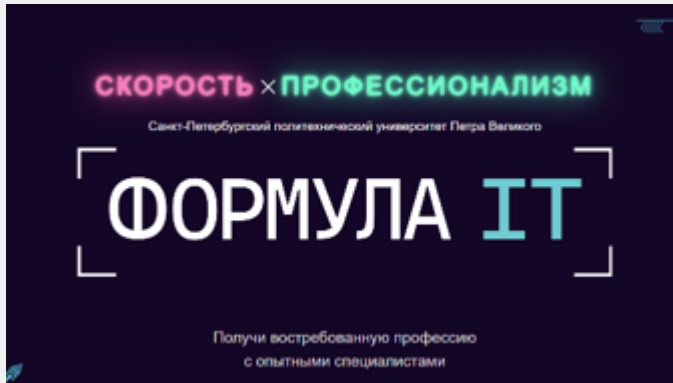 СКОРОСТЬ×ПРОФЕССИОНАЛИЗМ
Санкт-Петербургский политехнический университет Петра Великого
ФОРМУЛА IT
Получи востребованную профессию
с опытными специалистами